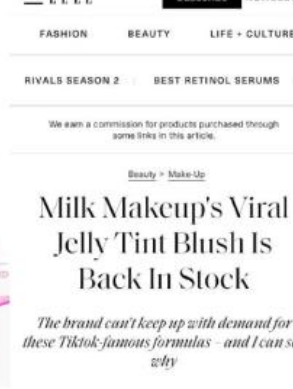 FASHION BEAUTY LIFE + CULTURE
RIVALS SEASON 2 BEST RETINOL SERUMS
We earn a commission for products purchased through
some links in this article.
Beauty > Make-Up
Milk Makeup's Viral
Jelly Tint Blush Is
Back In Stock
The brand can't keep up with demand for
these Tiktok-famous formulas – and I can
why